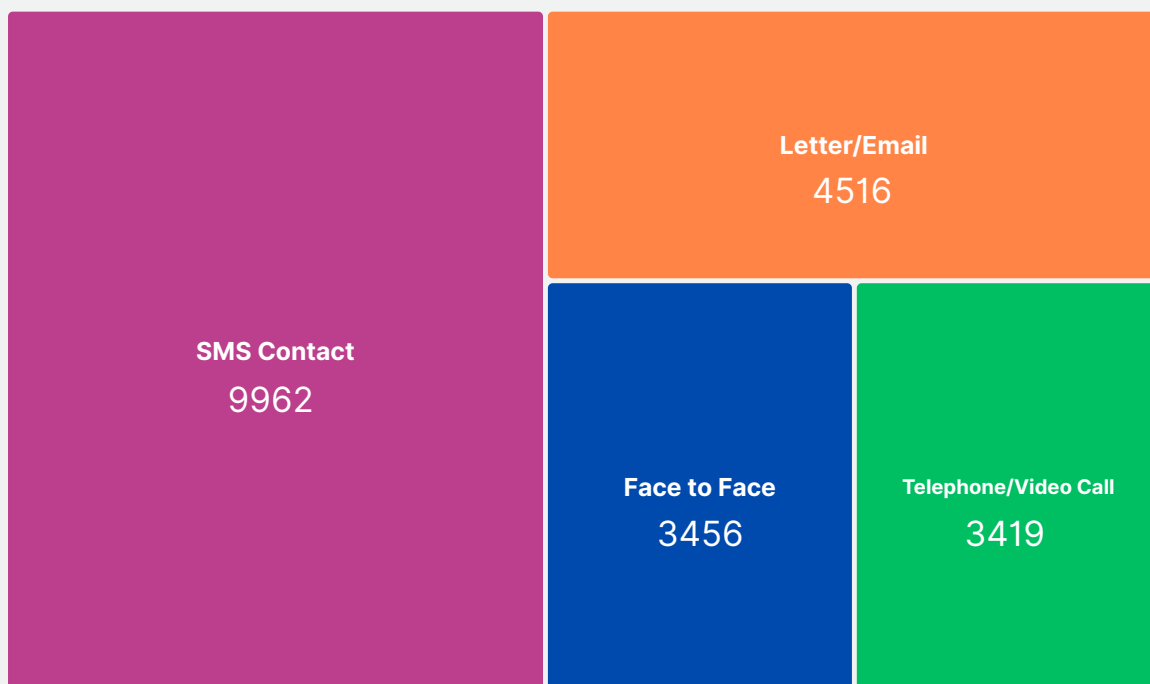 SMS Contact
9962
Letter/Email
4516
Face to Face
3456
Telephone/Video Call
3419